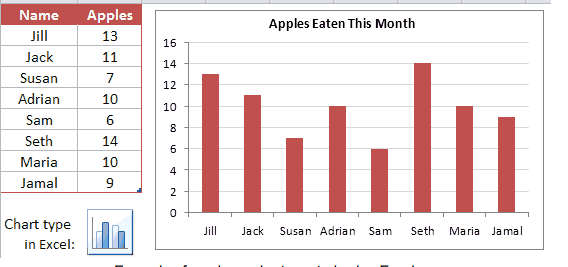 Name Apples
Jill 13
Jack 11
Susan 7
Adrian 10
Sam 6
Seth 14
Maria 10
Jamal 9
Chart type
in Excel:
Apples Eaten This Month
16
14
12
10
8
6
4
2
0
Jill Jack Susan Adrian Sam Seth Maria Jamal